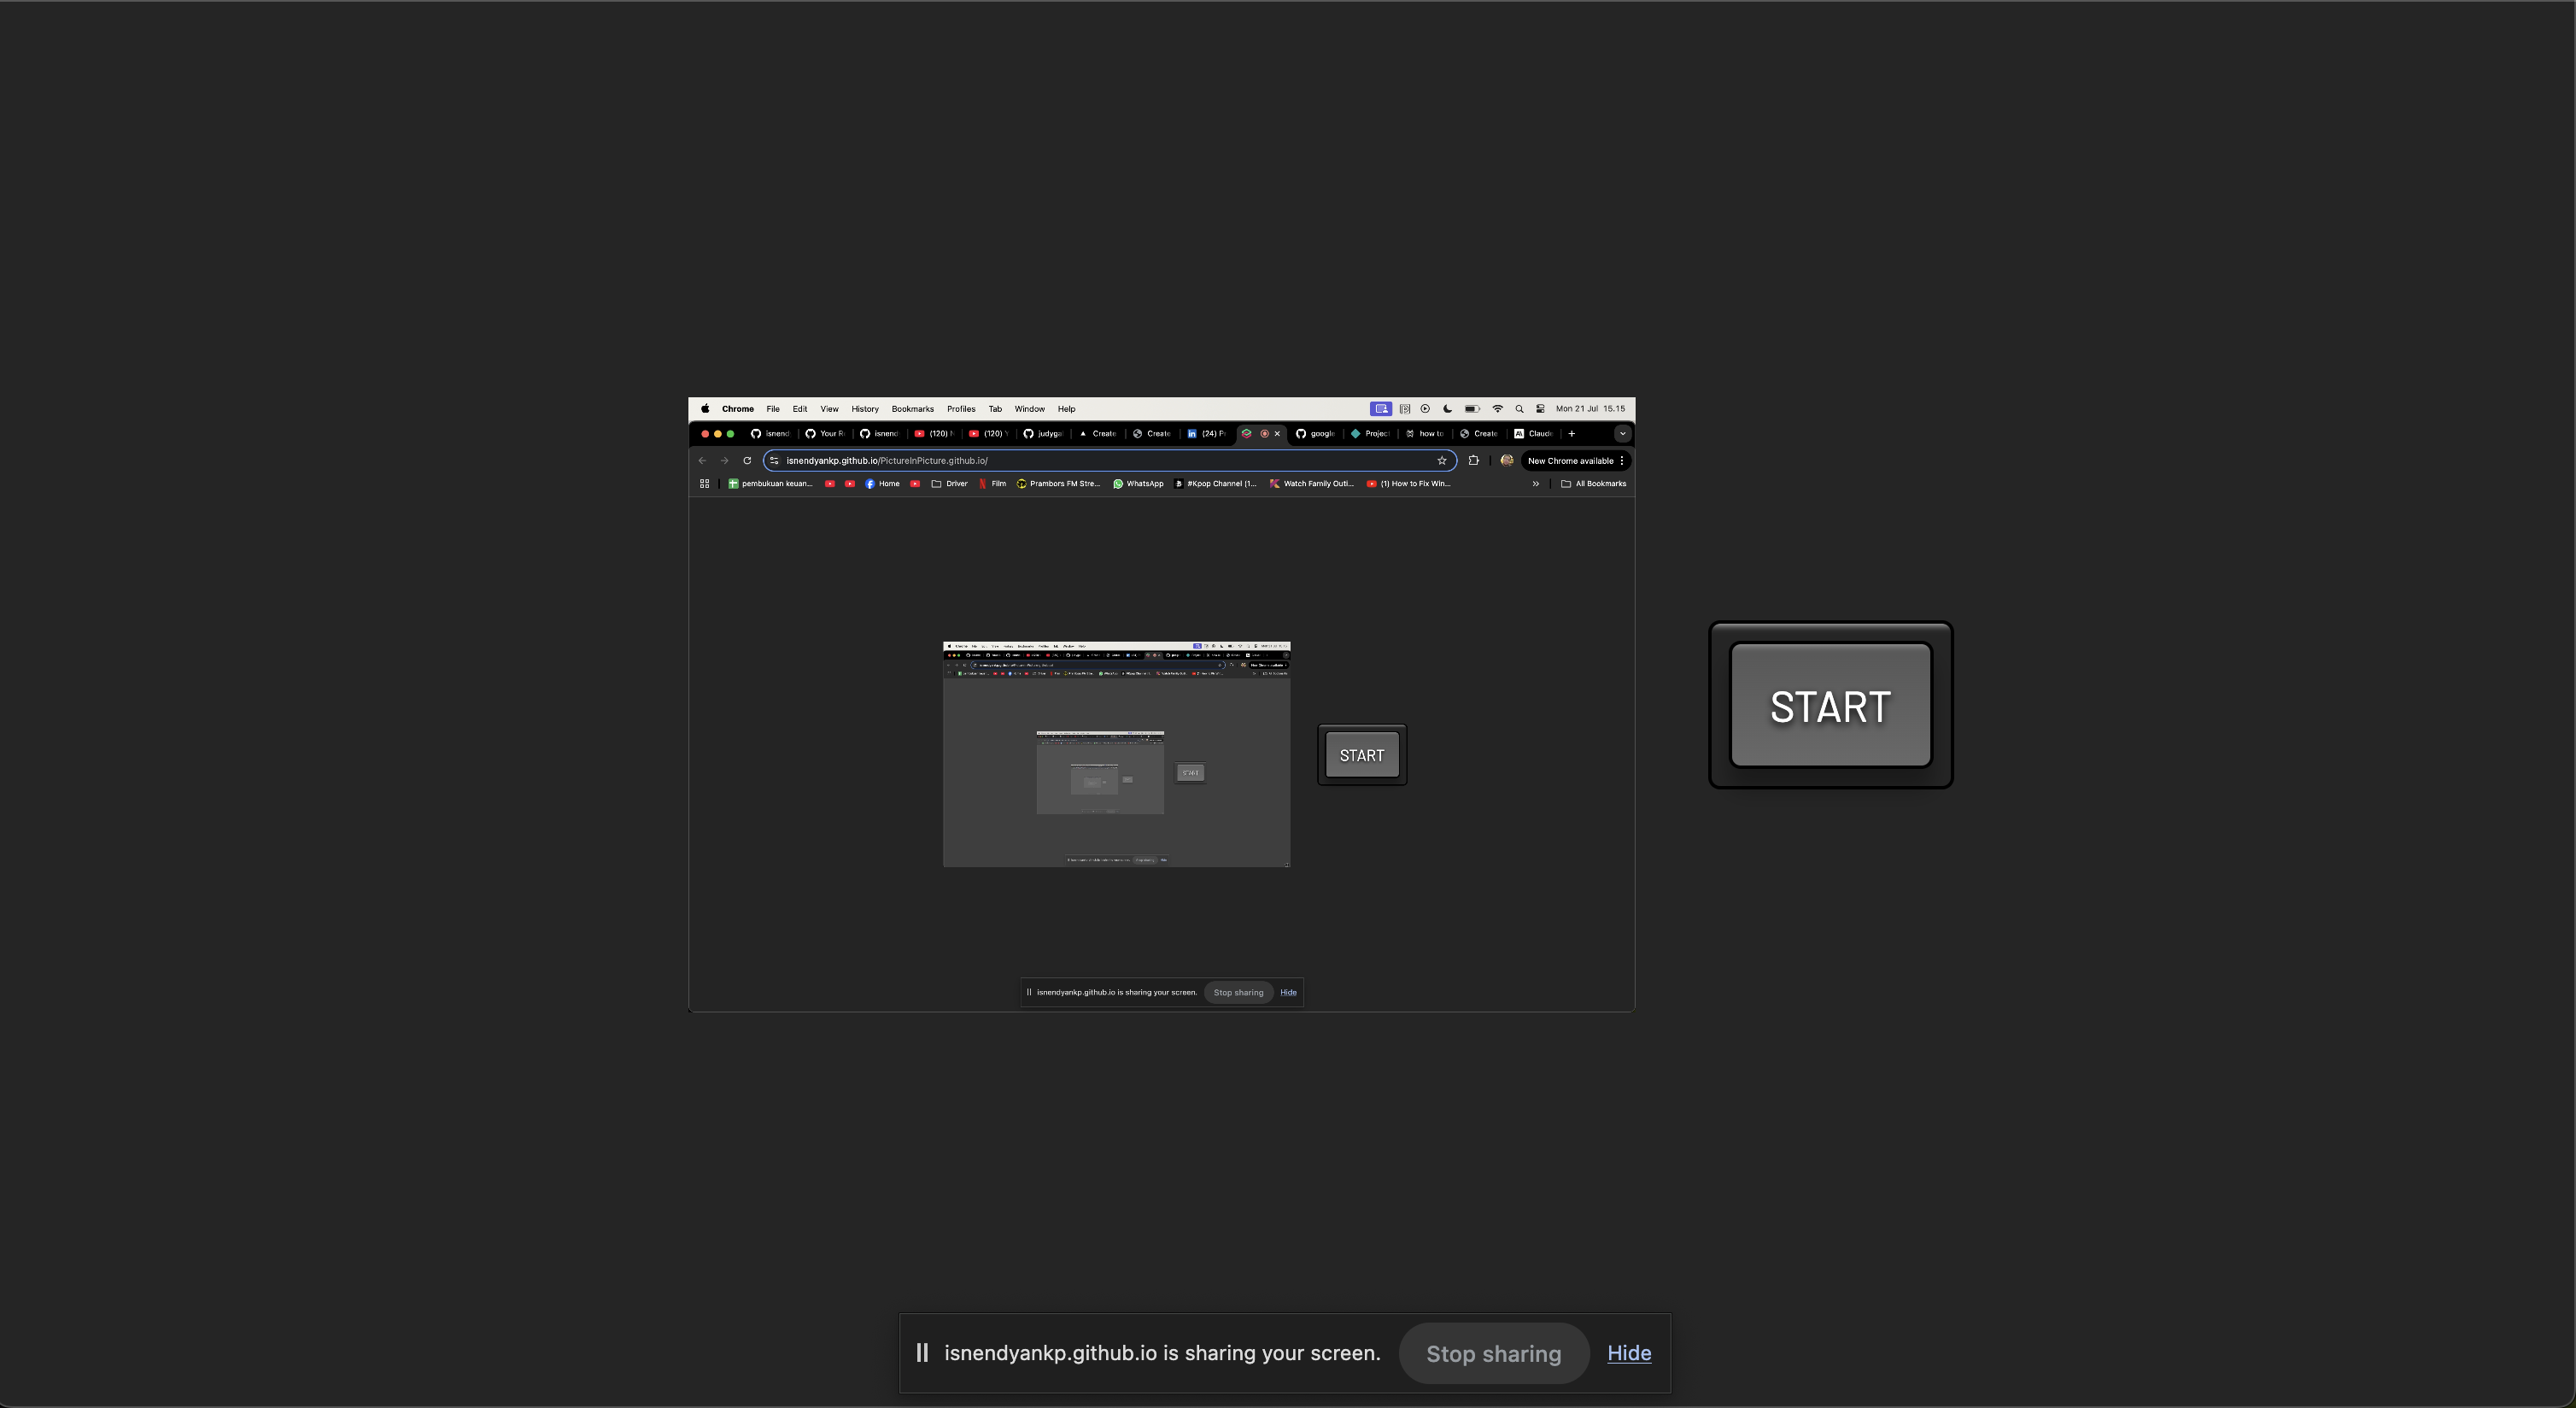 Chrome File Edit View History Bookmarks Profiles Tab Window Help Mon 21 Jul 15.15
isnend Your R isnend (120) N (120) Y judyga Create Create (24) P google Project how to Create Claude
isnendyankp.github.io/PictureInPicture.github.io/ New Chrome available
pembukuan keuan... Home Driver Film Prambors FM Stre... WhatsApp #Kpop Channel (1... Watch Family Outi... (1) How to Fix Win... » All Bookmarks
START
START
START
isnendyankp.github.io is sharing your screen. Stop sharing Hide
isnendyankp.github.io is sharing your screen. Stop sharing Hide